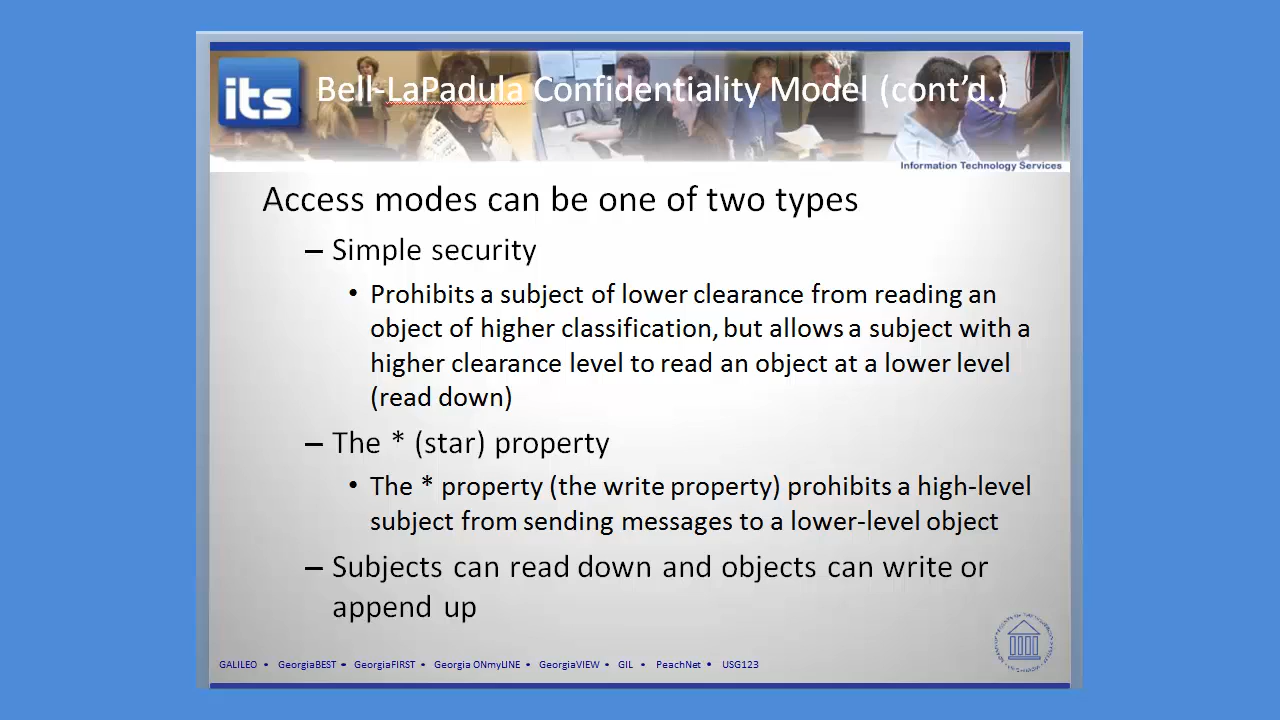 its
Bell-LaPadula Confidentiality Model (cont'd.)
Information Technology Services
Access modes can be one of two types
– Simple security
• Prohibits a subject of lower clearance from reading an
object of higher classification, but allows a subject with a
higher clearance level to read an object at a lower level
(read down)
– The * (star) property
• The * property (the write property) prohibits a high-level
subject from sending messages to a lower-level object
– Subjects can read down and objects can write or
append up
GALILEO • GeorgiaBEST • GeorgiaFIRST • Georgia ONmyLINE • GeorgiaVIEW • GIL • PeachNet • USG123